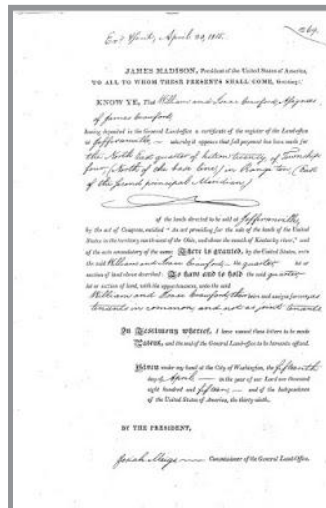 269.
April 20, 1815.
JAMES MADISON, President of the United States of America,
TO ALL TO WHOM THESE PRESENTS SHALL COME, Greeting:
KNOW YE, That William and Isaac Crawford, Assignees
of James Crawford,
having deposited in the General Land-office a certificate of the register of the Land-office
at Jeffersonville, whereby it appears that full payment has been made for
the North East quarter of Section twenty of Township
four, (North of the base line,) in Range ten (East
of the Second principal Meridian)
of the lands directed to be sold at Jeffersonville
by the act of Congress, entitled "An act providing for the sale of the lands of the United
States in the territory north-west of the Ohio, and above the mouth of Kentucky river," and
of the acts amendatory of the same, There is granted, by the United States, unto
the said William and Isaac Crawford the quarter lot or
section of land above described: To have and to hold the said quarter
lot or section of land, with the appurtenances, unto the said
William and Isaac Crawford, their heirs and assigns forever, as
tenants in common and not as joint tenants
In Testimony whereof, I have caused these letters to be made
Patent, and the seal of the General Land-office to be hereunto affixed.
Given under my hand at the City of Washington, the fifteenth
day of April in the year of our Lord one thousand
eight hundred and fifteen and of the Independence
of the United States of America, the thirty-ninth.
BY THE PRESIDENT,
Josiah Meigs Commissioner of the General Land-Office.